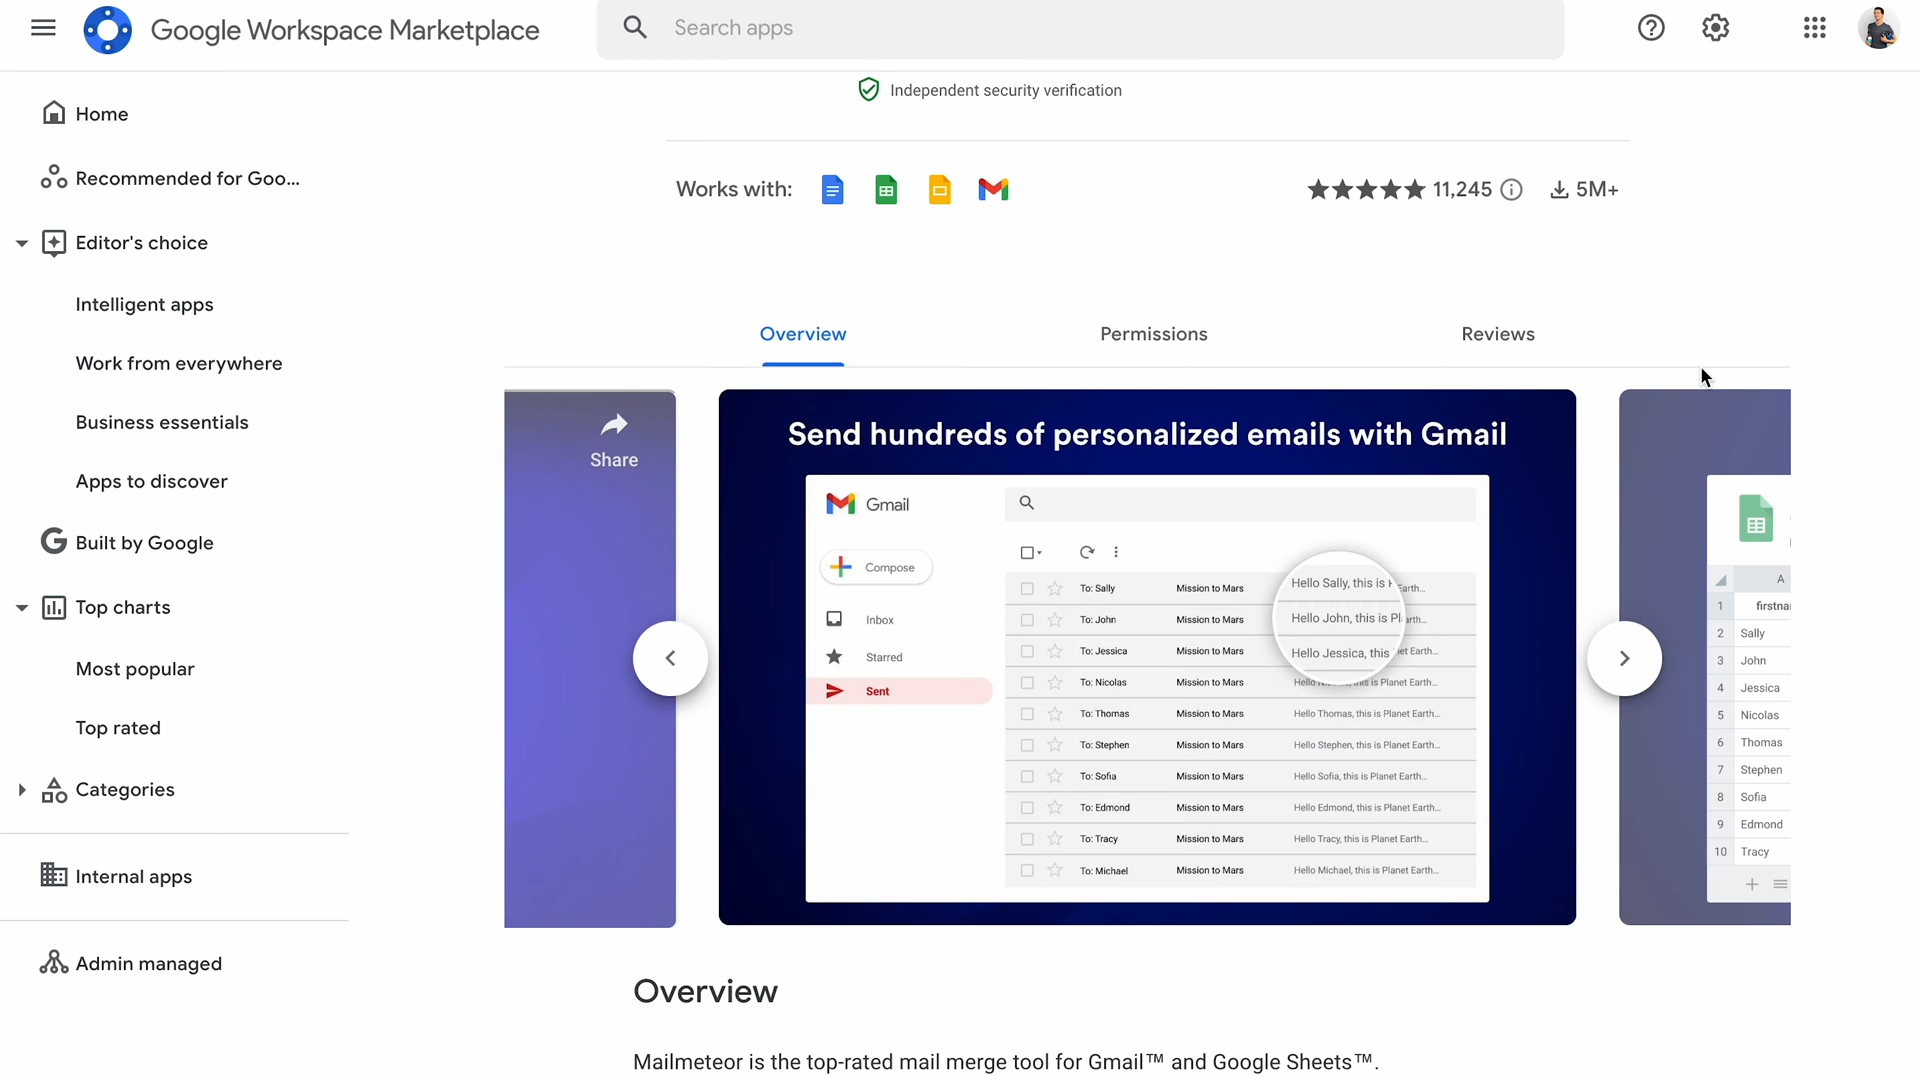 Google Workspace Marketplace
Search apps
Independent security verification
Home
Recommended for Goo...
Editor's choice
Intelligent apps
Work from everywhere
Business essentials
Apps to discover
Built by Google
Top charts
Most popular
Top rated
Categories
Internal apps
Admin managed
Works with:
11,245
5M+
Overview
Permissions
Reviews
Share
Send hundreds of personalized emails with Gmail
Gmail
Compose
Inbox
Starred
Sent
To: Sally Mission to Mars Hello Sally, this is Earth...
To: John Mission to Mars Hello John, this is Pl
To: Jessica Mission to Mars Hello Jessica, this Earth...
To: Nicolas Mission to Mars this is Planet Earth...
To: Thomas Mission to Mars Hello Thomas, this is Planet Earth...
To: Stephen Mission to Mars Hello Stephen, this is Planet Earth...
To: Sofia Mission to Mars Hello Sofia, this is Planet Earth...
To: Edmond Mission to Mars Hello Edmond, this is Planet Earth...
To: Tracy Mission to Mars Hello Tracy, this is Planet Earth...
To: Michael Mission to Mars Hello Michael, this is Planet Earth...
A
1 firstna
2 Sally
3 John
4 Jessica
5 Nicolas
6 Thomas
7 Stephen
8 Sofia
9 Edmond
10 Tracy
Overview
Mailmeteor is the top-rated mail merge tool for Gmail™ and Google Sheets™.